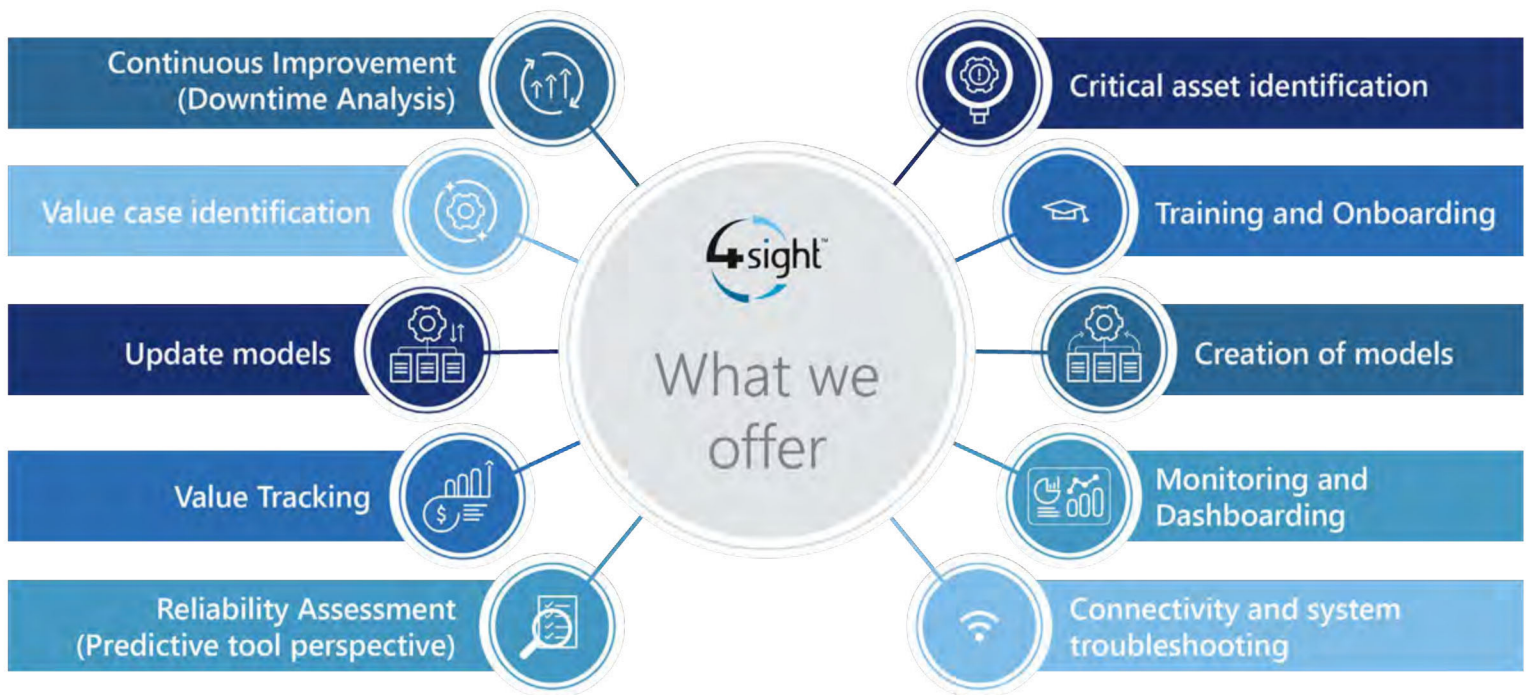 Continuous Improvement
(Downtime Analysis)
Value case identification
Update models
Value Tracking
Reliability Assessment
(Predictive tool perspective)
4sight™
What we
offer
Critical asset identification
Training and Onboarding
Creation of models
Monitoring and
Dashboarding
Connectivity and system
troubleshooting